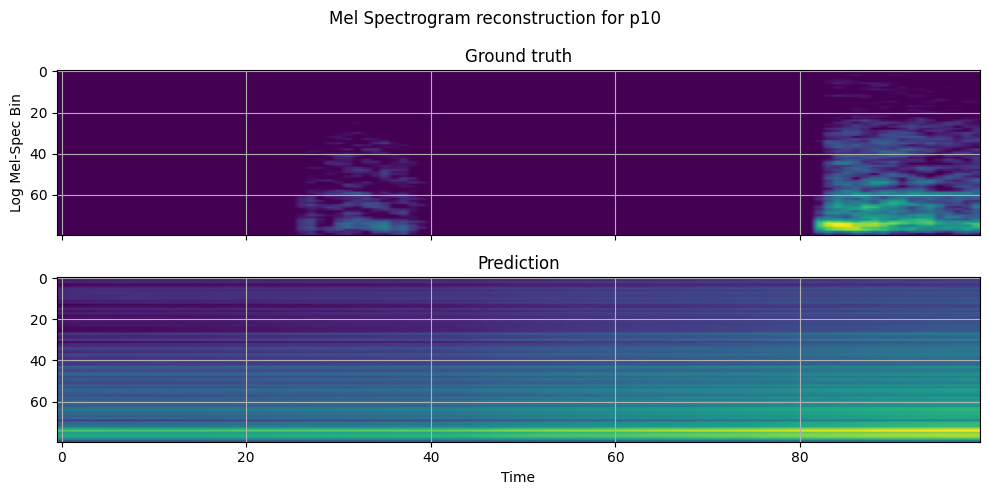 Mel Spectrogram reconstruction for p10
Ground truth
Log Mel-Spec Bin
0
20
40
60
Prediction
0
20
40
60
0 20 40 60 80
Time